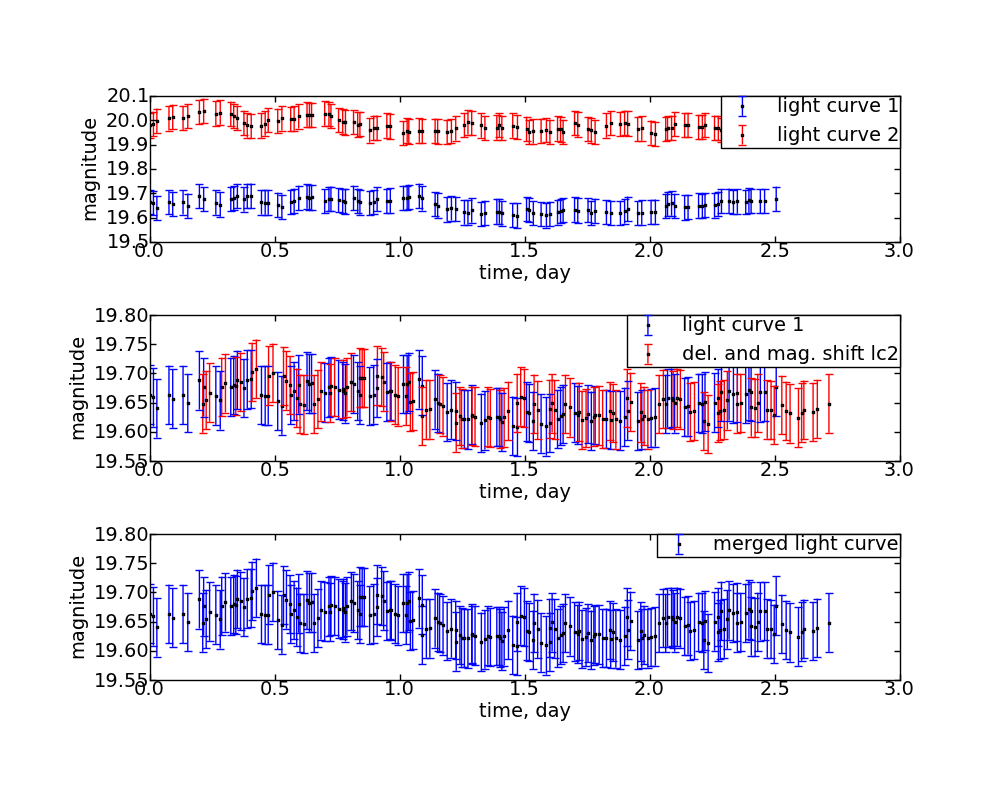 20.1
20.0
19.9
19.8
19.7
19.6
19.5
magnitude
light curve 1
light curve 2
0.0 0.5 1.0 1.5 2.0 2.5 3.0
time, day
19.80
19.75
19.70
19.65
19.60
19.55
magnitude
light curve 1
del. and mag. shift lc2
0.0 0.5 1.0 1.5 2.0 2.5 3.0
time, day
19.80
19.75
19.70
19.65
19.60
19.55
magnitude
merged light curve
0.0 0.5 1.0 1.5 2.0 2.5 3.0
time, day